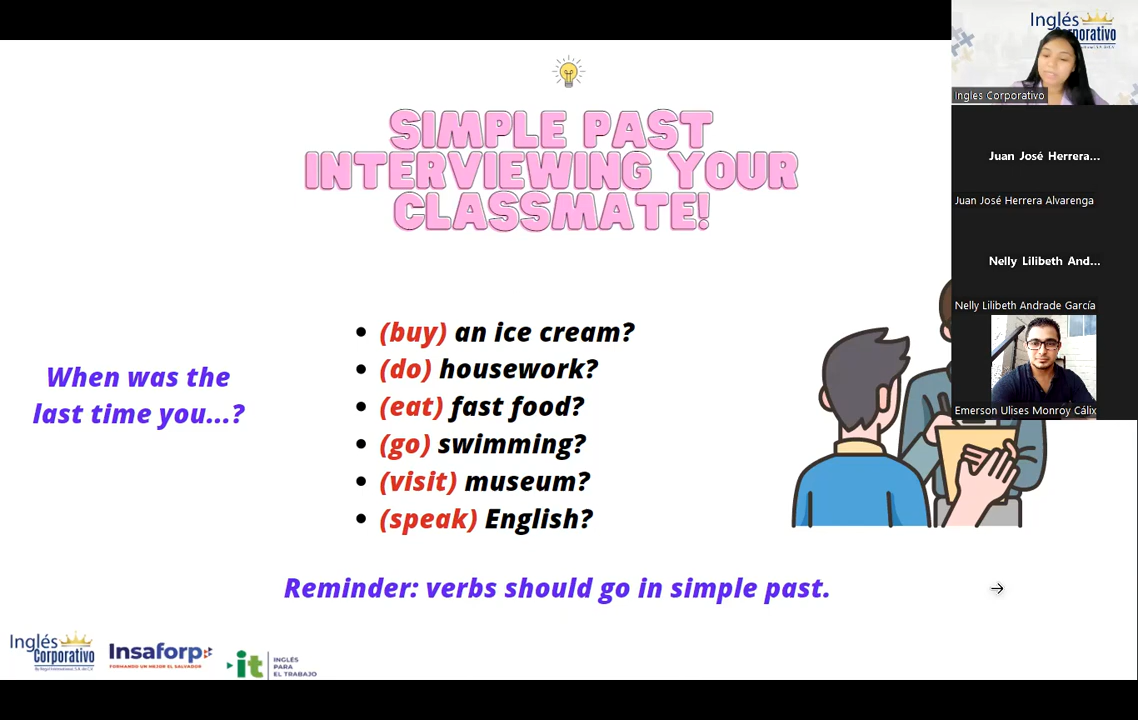 SIMPLE PAST
INTERVIEWING YOUR
CLASSMATE!
When was the
last time you...?
• (buy) an ice cream?
• (do) housework?
• (eat) fast food?
• (go) swimming?
• (visit) museum?
• (speak) English?
Reminder: verbs should go in simple past.
Inglés
Corporativo
Insaforp
FORMANDO UN MEJOR EL SALVADOR
it
INGLÉS
PARA
EL TRABAJO
Inglés
orporativo
Ingles Corporativo
Juan José Herrera...
Juan José Herrera Alvarenga
Nelly Lilibeth And...
Nelly Lilibeth Andrade García
Emerson Ulises Monroy Cálix